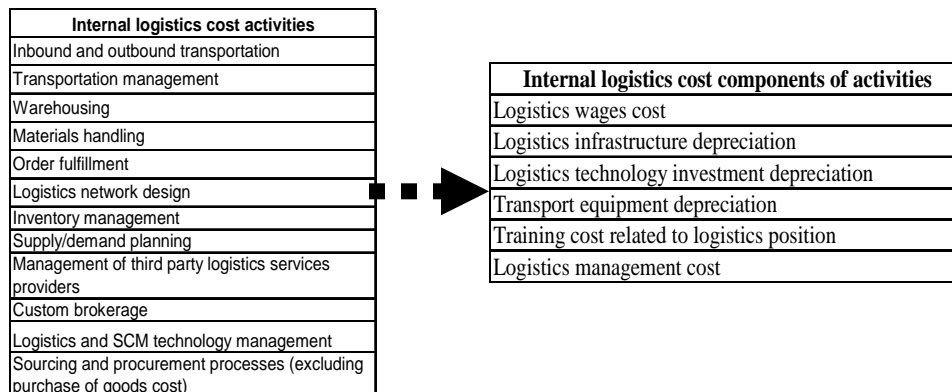 Internal logistics cost activities
Inbound and outbound transportation
Transportation management
Warehousing
Materials handling
Order fulfillment
Logistics network design
Inventory management
Supply/demand planning
Management of third party logistics services
providers
Custom brokerage
Logistics and SCM technology management
Sourcing and procurement processes (excluding
purchase of goods cost)
Internal logistics cost components of activities
Logistics wages cost
Logistics infrastructure depreciation
Logistics technology investment depreciation
Transport equipment depreciation
Training cost related to logistics position
Logistics management cost